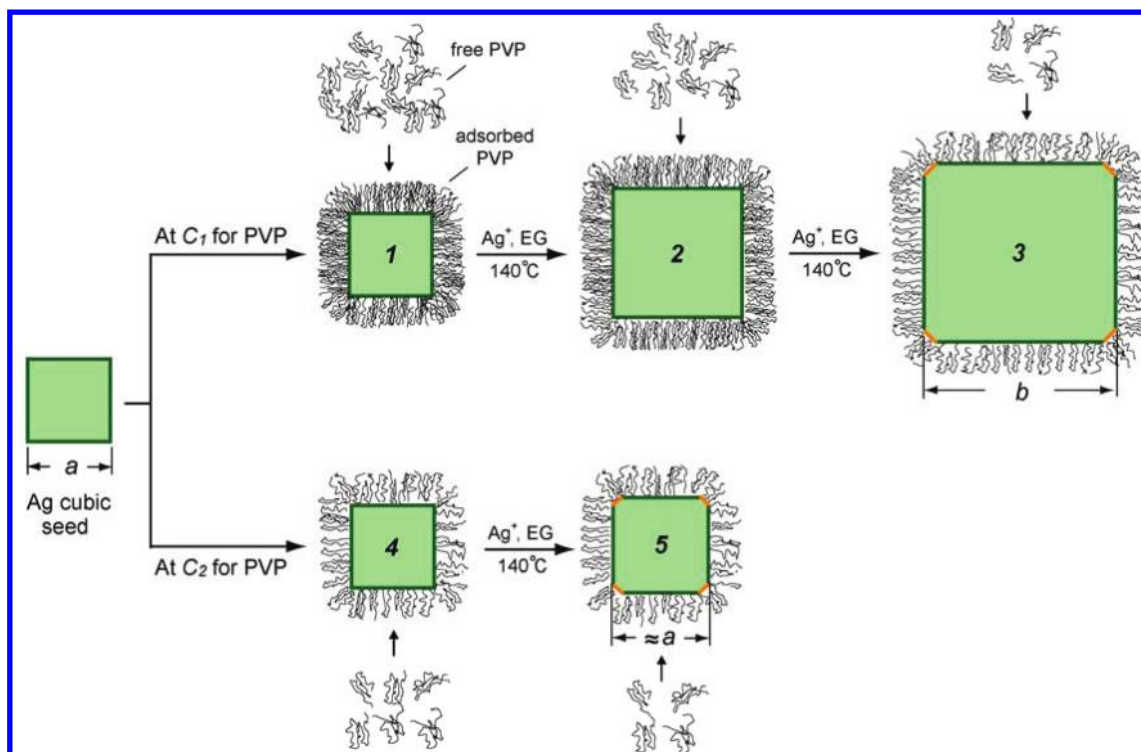 free PVP
adsorbed
PVP
At C₁ for PVP
1
Ag⁺, EG
140°C
2
Ag⁺, EG
140°C
3
b
a
Ag cubic
seed
At C₂ for PVP
4
Ag⁺, EG
140°C
5
≈a